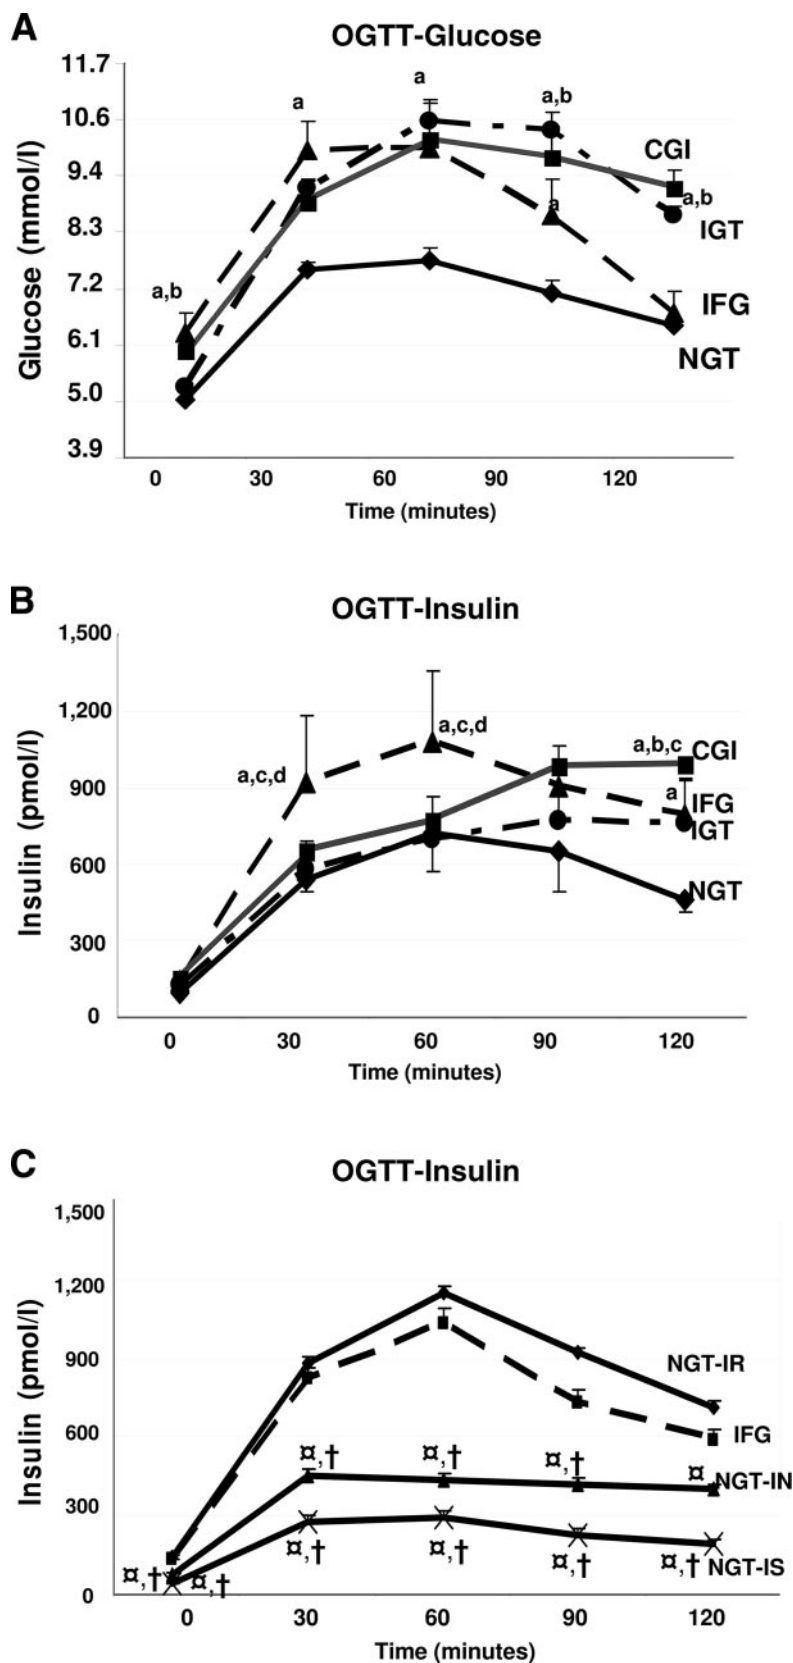 A
OGTT-Glucose
11.7
10.6
9.4
8.3
7.2
6.1
5.0
3.9
Glucose (mmol/l)
a,b
a
a
a,b
a
a,b
CGI
IGT
IFG
NGT
0 30 60 90 120
Time (minutes)
B
OGTT-Insulin
1,500
1,200
900
600
300
0
Insulin (pmol/l)
a,c,d
a,c,d
a,b,c
CGI
a
IFG
IGT
NGT
0 30 60 90 120
Time (minutes)
C
OGTT-Insulin
1,500
1,200
900
600
300
0
Insulin (pmol/l)
NGT-IR
IFG
¤,† ¤,† ¤,† ¤
NGT-IN
¤,† ¤,† ¤,† ¤,†
NGT-IS
¤,† ¤,†
0 30 60 90 120
Time (minutes)